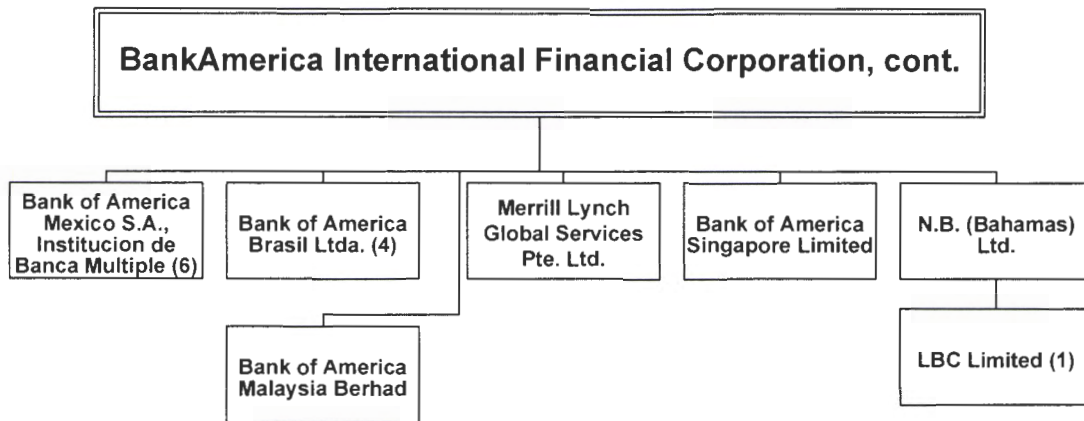 BankAmerica International Financial Corporation, cont.
Bank of America
Mexico S.A.,
Institucion de
Banca Multiple (6)
Bank of America
Brasil Ltda. (4)
Merrill Lynch
Global Services
Pte. Ltd.
Bank of America
Singapore Limited
N.B. (Bahamas)
Ltd.
Bank of America
Malaysia Berhad
LBC Limited (1)